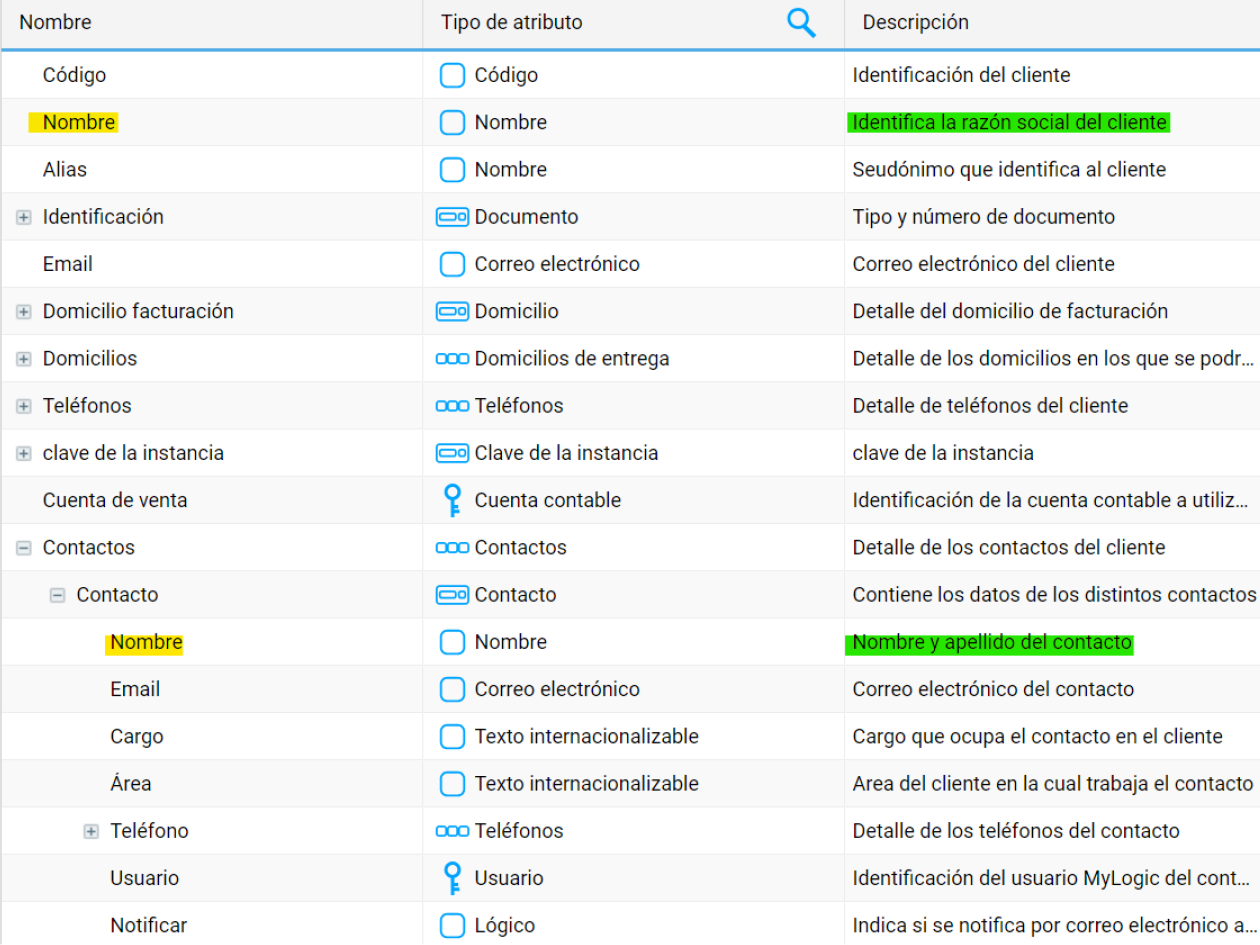 Nombre Tipo de atributo Descripción
Código Código Identificación del cliente
Nombre Nombre Identifica la razón social del cliente
Alias Nombre Seudónimo que identifica al cliente
Identificación Documento Tipo y número de documento
Email Correo electrónico Correo electrónico del cliente
Domicilio facturación Domicilio Detalle del domicilio de facturación
Domicilios Domicilios de entrega Detalle de los domicilios en los que se podr...
Teléfonos Teléfonos Detalle de teléfonos del cliente
clave de la instancia Clave de la instancia clave de la instancia
Cuenta de venta Cuenta contable Identificación de la cuenta contable a utiliz...
Contactos Contactos Detalle de los contactos del cliente
Contacto Contacto Contiene los datos de los distintos contactos
Nombre Nombre Nombre y apellido del contacto
Email Correo electrónico Correo electrónico del contacto
Cargo Texto internacionalizable Cargo que ocupa el contacto en el cliente
Área Texto internacionalizable Area del cliente en la cual trabaja el contacto
Teléfono Teléfonos Detalle de los teléfonos del contacto
Usuario Usuario Identificación del usuario MyLogic del cont...
Notificar Lógico Indica si se notifica por correo electrónico a...